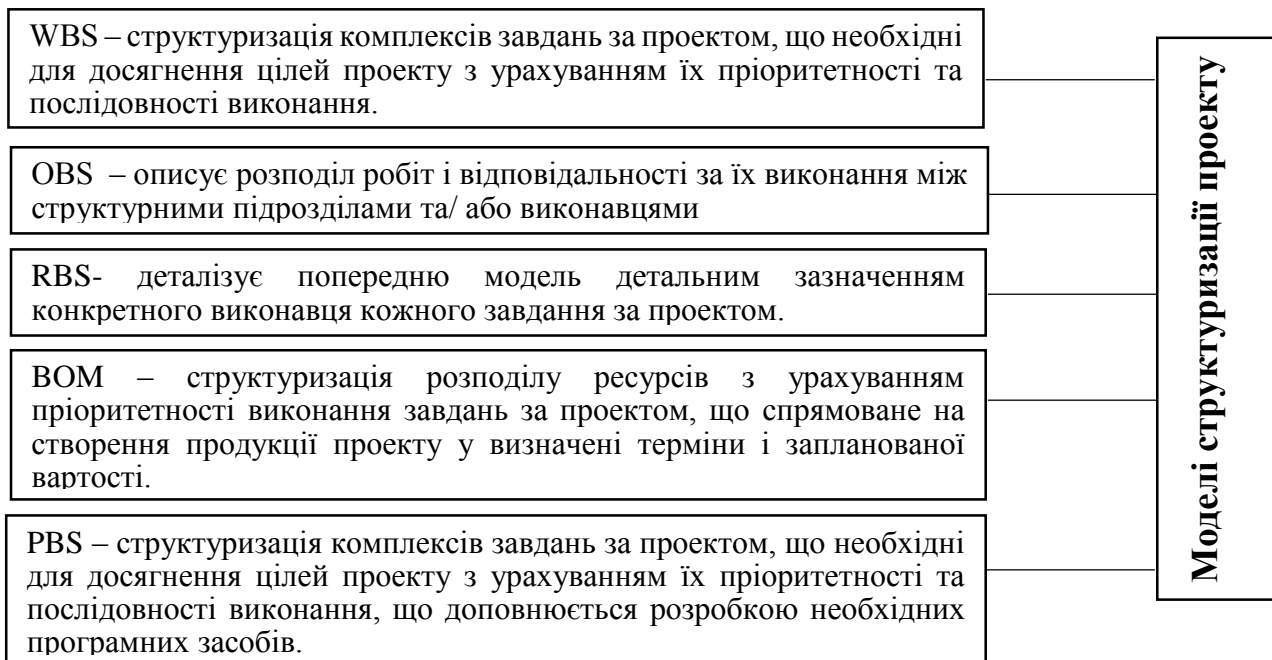 WBS – структуризація комплексів завдань за проектом, що необхідні
для досягнення цілей проекту з урахуванням їх пріоритетності та
послідовності виконання.
OBS – описує розподіл робіт і відповідальності за їх виконання між
структурними підрозділами та/ або виконавцями
RBS- деталізує попередню модель детальним зазначенням
конкретного виконавця кожного завдання за проектом.
BOM – структуризація розподілу ресурсів з урахуванням
пріоритетності виконання завдань за проектом, що спрямоване на
створення продукції проекту у визначені терміни і запланованої
вартості.
PBS – структуризація комплексів завдань за проектом, що необхідні
для досягнення цілей проекту з урахуванням їх пріоритетності та
послідовності виконання, що доповнюється розробкою необхідних
програмних засобів.
Моделі структуризації проекту